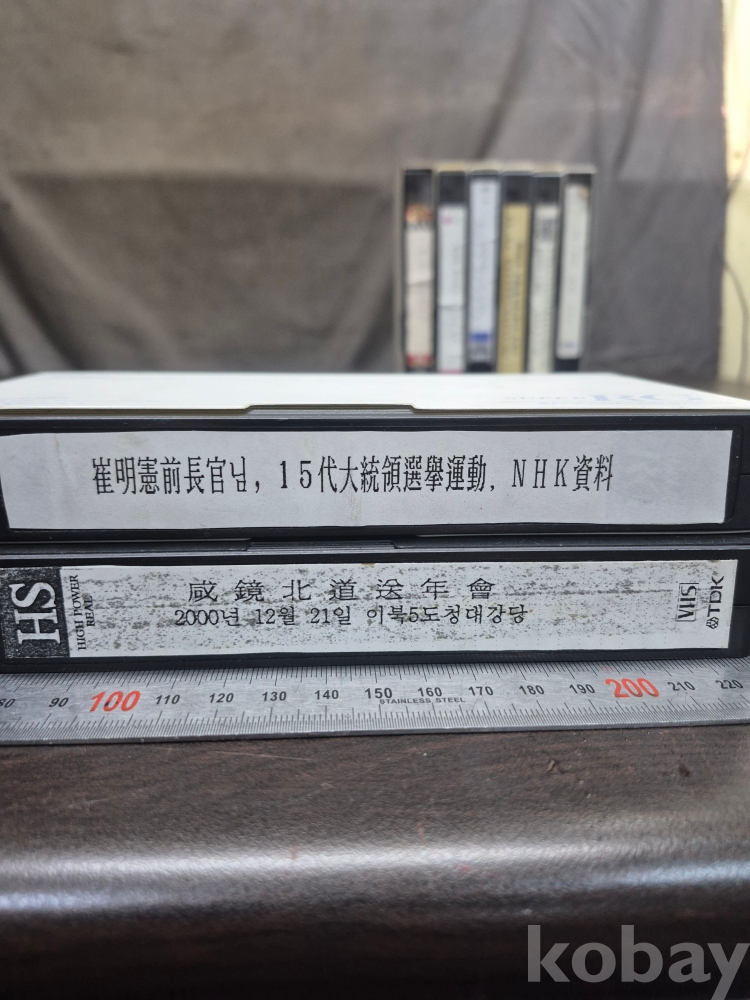 崔明憲前長官님, 15代大統領選擧運動, NHK資料
HS
HIGH POWER
REAL
咸鏡北道送年會
2000년 12월 21일 이북5도청대강당
VHS
TDK
80 90 100 110 120 130 140 150 160 170 180 190 200 210 220
STAINLESS STEEL
kobay